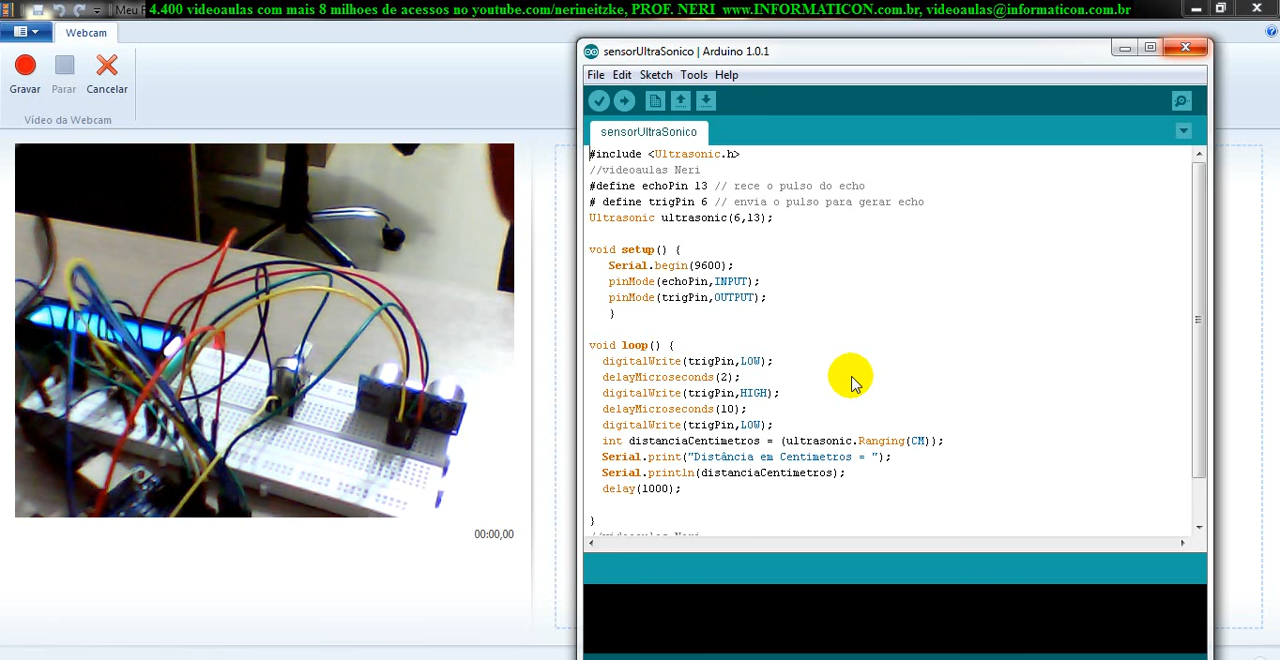 Meu F
4.400 videoaulas com mais 8 milhoes de acessos no youtube.com/nerineitzke, PROF. NERI www.INFORMATICON.com.br, videoaulas@informaticon.com.br
Webcam
Gravar Parar Cancelar
Vídeo da Webcam
00:00,00
sensorUltraSonico | Arduino 1.0.1
File Edit Sketch Tools Help
sensorUltraSonico
#include <Ultrasonic.h>
//videoaulas Neri
#define echoPin 13 // rece o pulso do echo
# define trigPin 6 // envia o pulso para gerar echo
Ultrasonic ultrasonic(6,13);
void setup() {
Serial.begin(9600);
pinMode(echoPin,INPUT);
pinMode(trigPin,OUTPUT);
}
void loop() {
digitalWrite(trigPin,LOW);
delayMicroseconds(2);
digitalWrite(trigPin,HIGH);
delayMicroseconds(10);
digitalWrite(trigPin,LOW);
int distanciaCentimetros = (ultrasonic.Ranging(CM));
Serial.print("Distância em Centimetros = ");
Serial.println(distanciaCentimetros);
delay(1000);
}
//videoaulas Neri